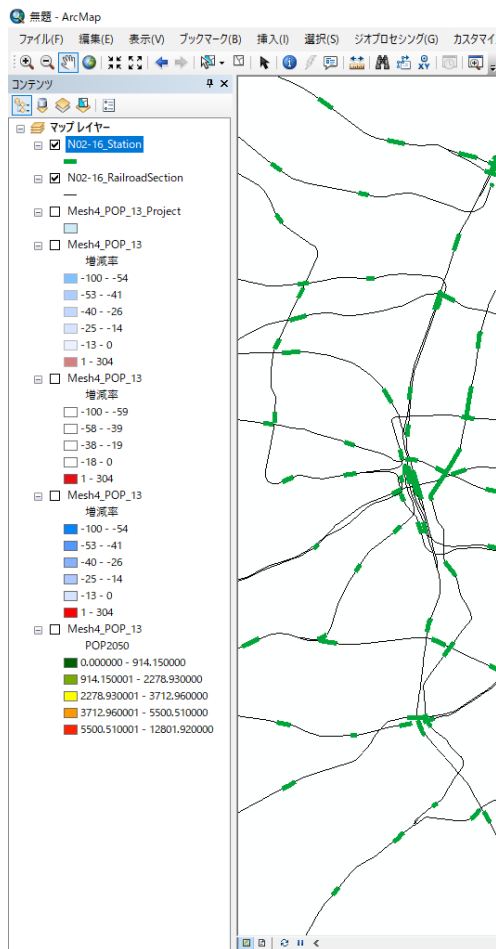 無題 - ArcMap
ファイル(F) 編集(E) 表示(V) ブックマーク(B) 挿入(I) 選択(S) ジオプロセシング(G) カスタマイ
コンテンツ
マップ レイヤー
N02-16_Station
N02-16_RailroadSection
Mesh4_POP_13_Project
Mesh4_POP_13
増減率
-100 - -54
-53 - -41
-40 - -26
-25 - -14
-13 - 0
1 - 304
Mesh4_POP_13
増減率
-100 - -59
-58 - -39
-38 - -19
-18 - 0
1 - 304
Mesh4_POP_13
増減率
-100 - -54
-53 - -41
-40 - -26
-25 - -14
-13 - 0
1 - 304
Mesh4_POP_13
POP2050
0.000000 - 914.150000
914.150001 - 2278.930000
2278.930001 - 3712.960000
3712.960001 - 5500.510000
5500.510001 - 12801.920000